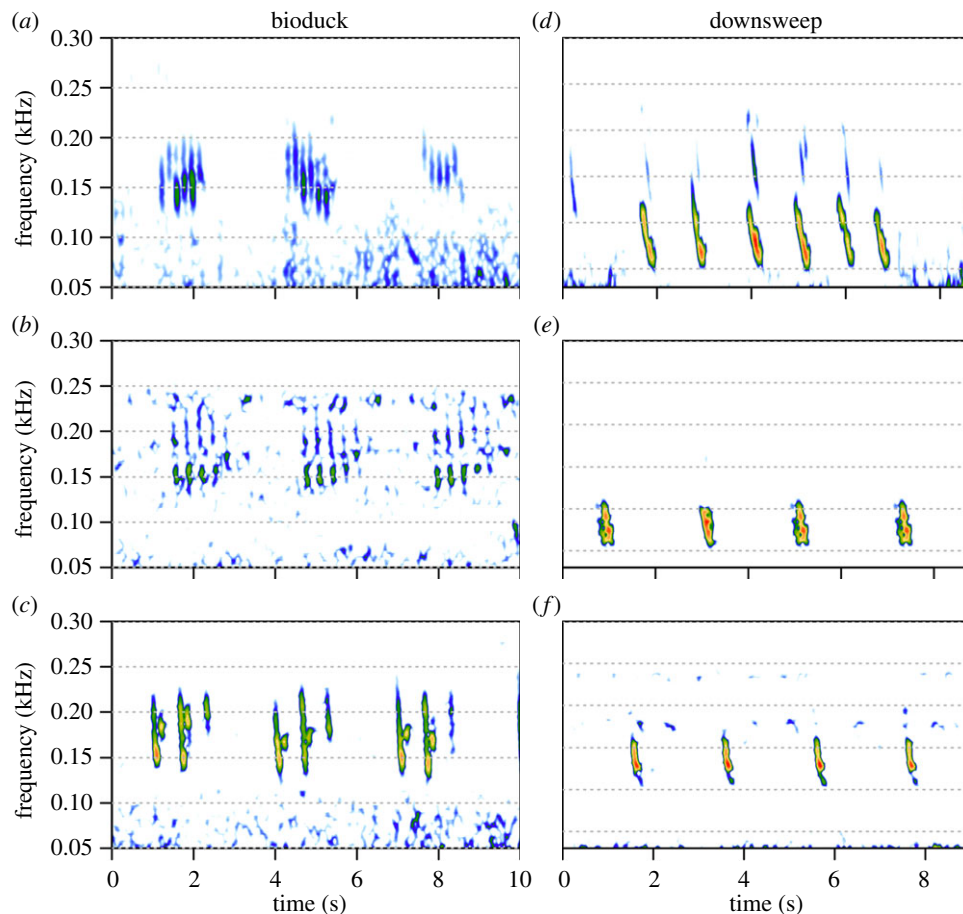 (a) bioduck (d) downsweep
0.30
0.25
0.20
0.15
0.10
0.05
frequency (kHz)
(b) (e)
0.30
0.25
0.20
0.15
0.10
0.05
frequency (kHz)
(c) (f)
0.30
0.25
0.20
0.15
0.10
0.05
frequency (kHz)
0 2 4 6 8 10 0 2 4 6 8
time (s) time (s)